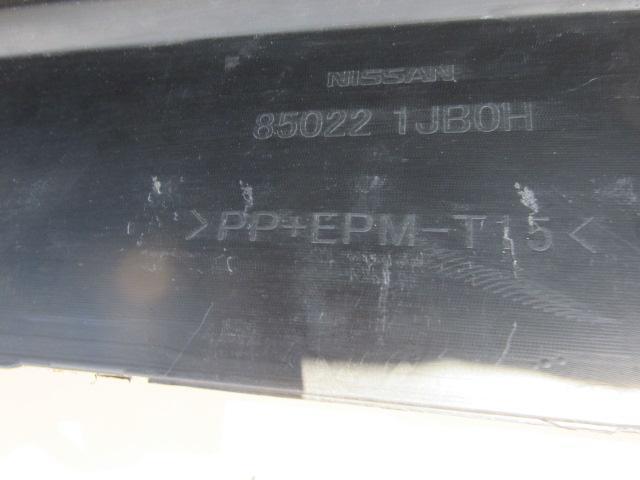 NISSAN
85022 1JB0H
>PP+EPM-T15<